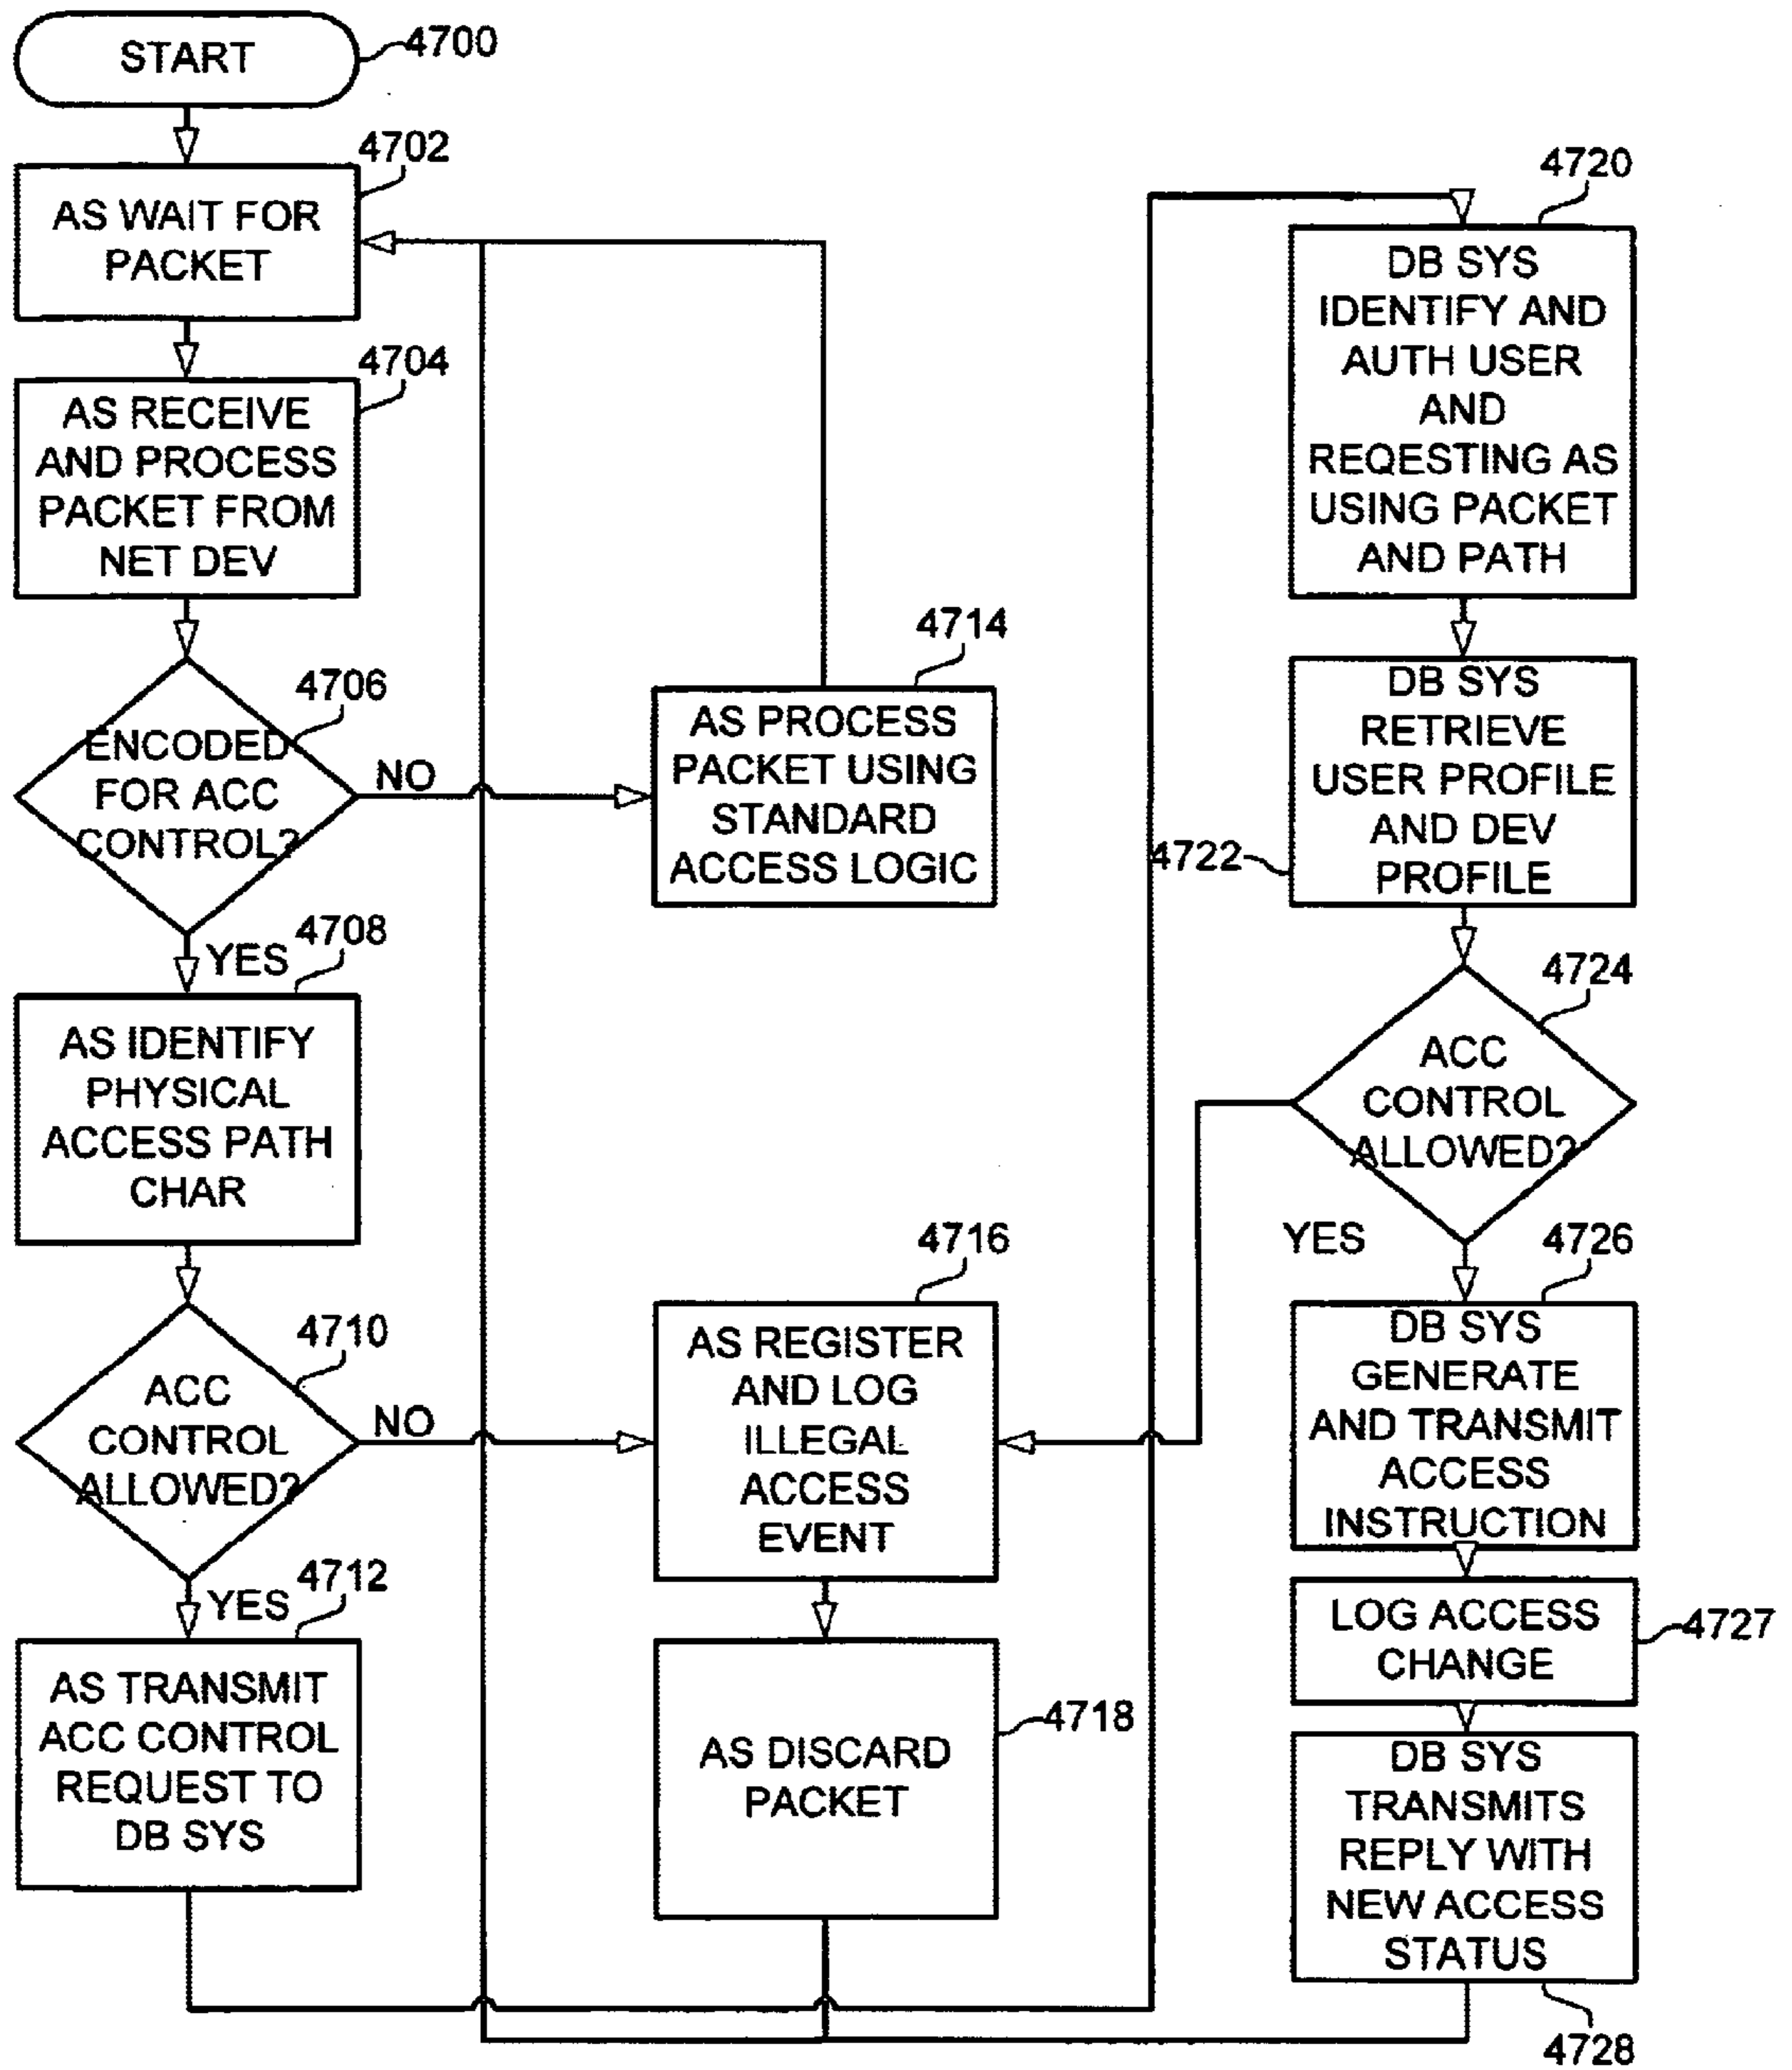 START
4700
4702
AS WAIT FOR
PACKET
4704
AS RECEIVE
AND PROCESS
PACKET FROM
NET DEV
4706
ENCODED
FOR ACC
CONTROL?
NO
YES
4708
AS IDENTIFY
PHYSICAL
ACCESS PATH
CHAR
4710
ACC
CONTROL
ALLOWED?
NO
YES
4712
AS TRANSMIT
ACC CONTROL
REQUEST TO
DB SYS
4714
AS PROCESS
PACKET USING
STANDARD
ACCESS LOGIC
4716
AS REGISTER
AND LOG
ILLEGAL
ACCESS
EVENT
4718
AS DISCARD
PACKET
4720
DB SYS
IDENTIFY AND
AUTH USER
AND
REQESTING AS
USING PACKET
AND PATH
4722
DB SYS
RETRIEVE
USER PROFILE
AND DEV
PROFILE
4724
ACC
CONTROL
ALLOWED?
YES
4726
DB SYS
GENERATE
AND TRANSMIT
ACCESS
INSTRUCTION
4727
LOG ACCESS
CHANGE
DB SYS
TRANSMITS
REPLY WITH
NEW ACCESS
STATUS
4728